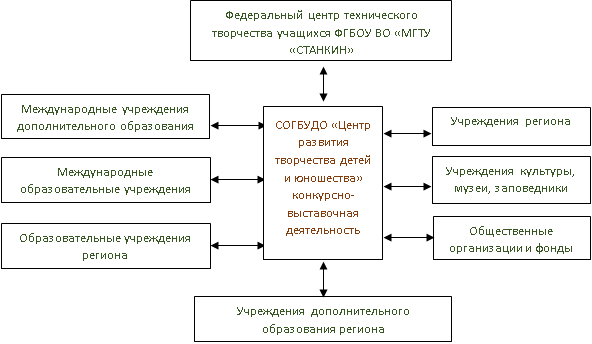 Федеральный центр технического
творчества учащихся ФГБОУ ВО «МГТУ
«СТАНКИН»
Международные учреждения
дополнительного образования
Международные
образовательные учреждения
Образовательные учреждения
региона
СОГБУДО «Центр
развития
творчества детей
и юношества»
конкурсно-
выставочная
деятельность
Учреждения региона
Учреждения культуры,
музеи, заповедники
Общественные
организации и фонды
Учреждения дополнительного
образования региона